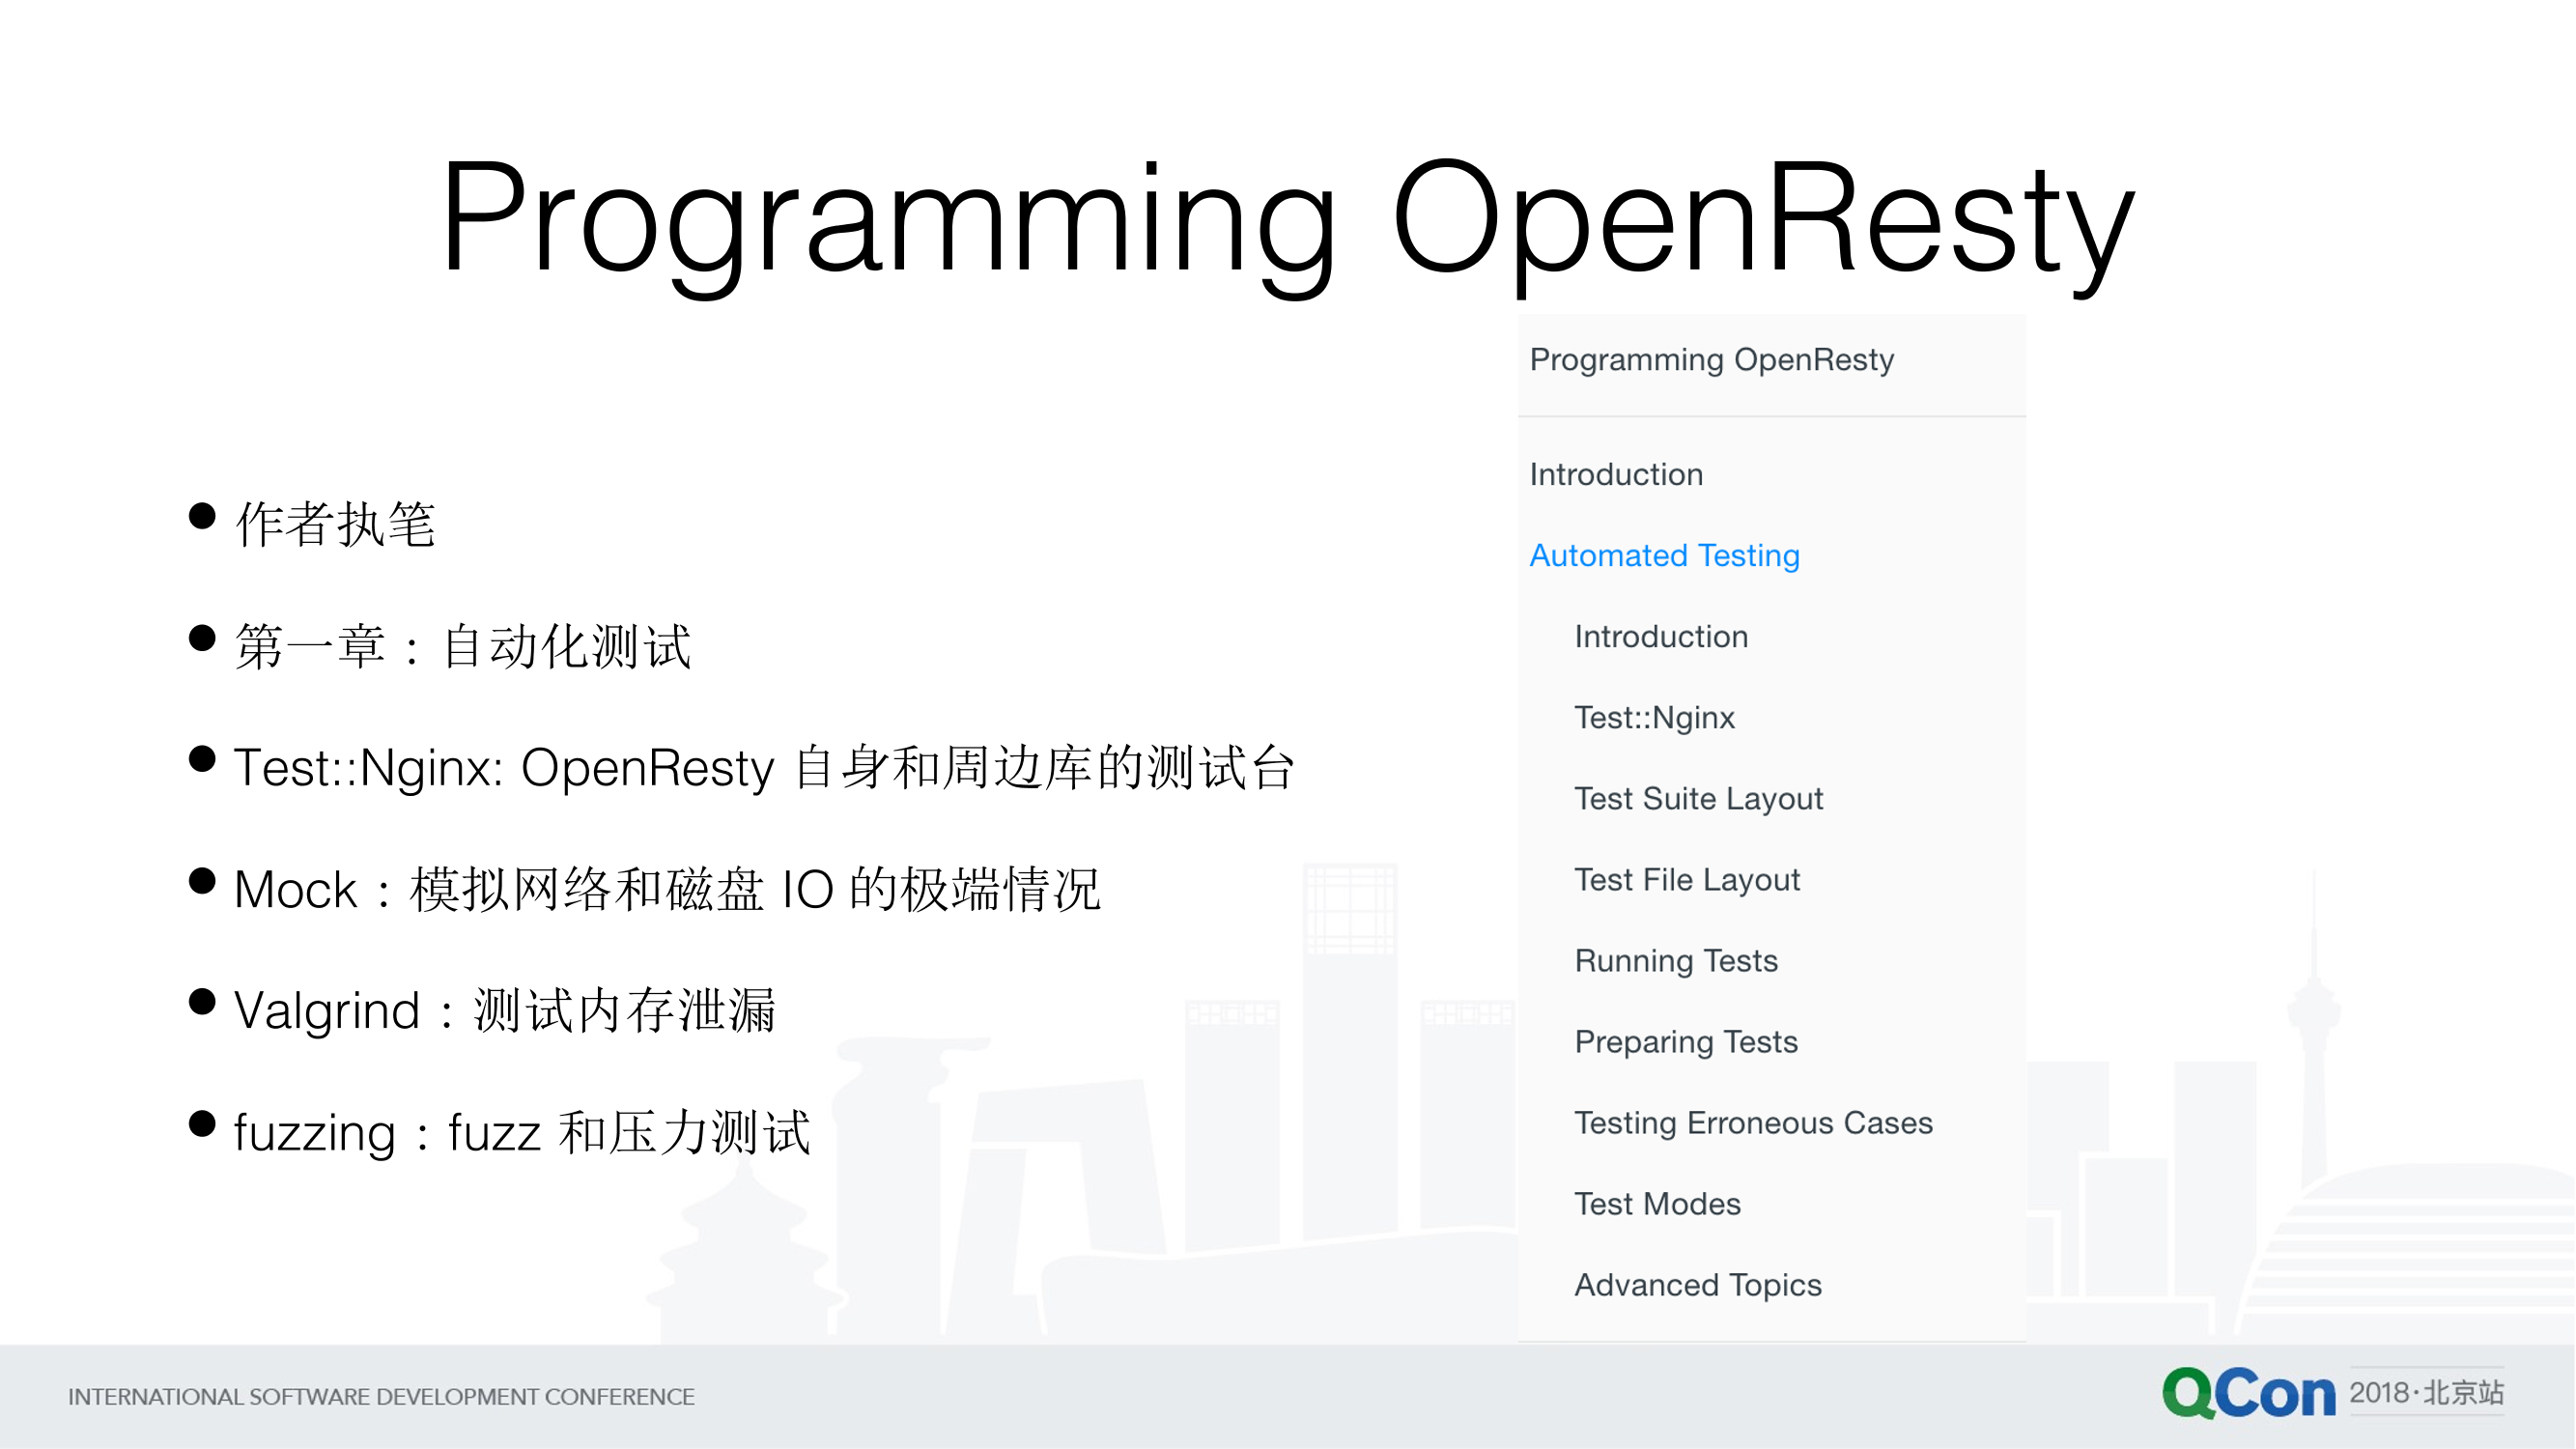 Programming OpenResty
作者执笔
第一章：自动化测试
Test::Nginx: OpenResty 自身和周边库的测试台
Mock：模拟网络和磁盘 IO 的极端情况
Valgrind：测试内存泄漏
fuzzing：fuzz 和压力测试
Programming OpenResty
Introduction
Automated Testing
Introduction
Test::Nginx
Test Suite Layout
Test File Layout
Running Tests
Preparing Tests
Testing Erroneous Cases
Test Modes
Advanced Topics
INTERNATIONAL SOFTWARE DEVELOPMENT CONFERENCE
QCon 2018·北京站